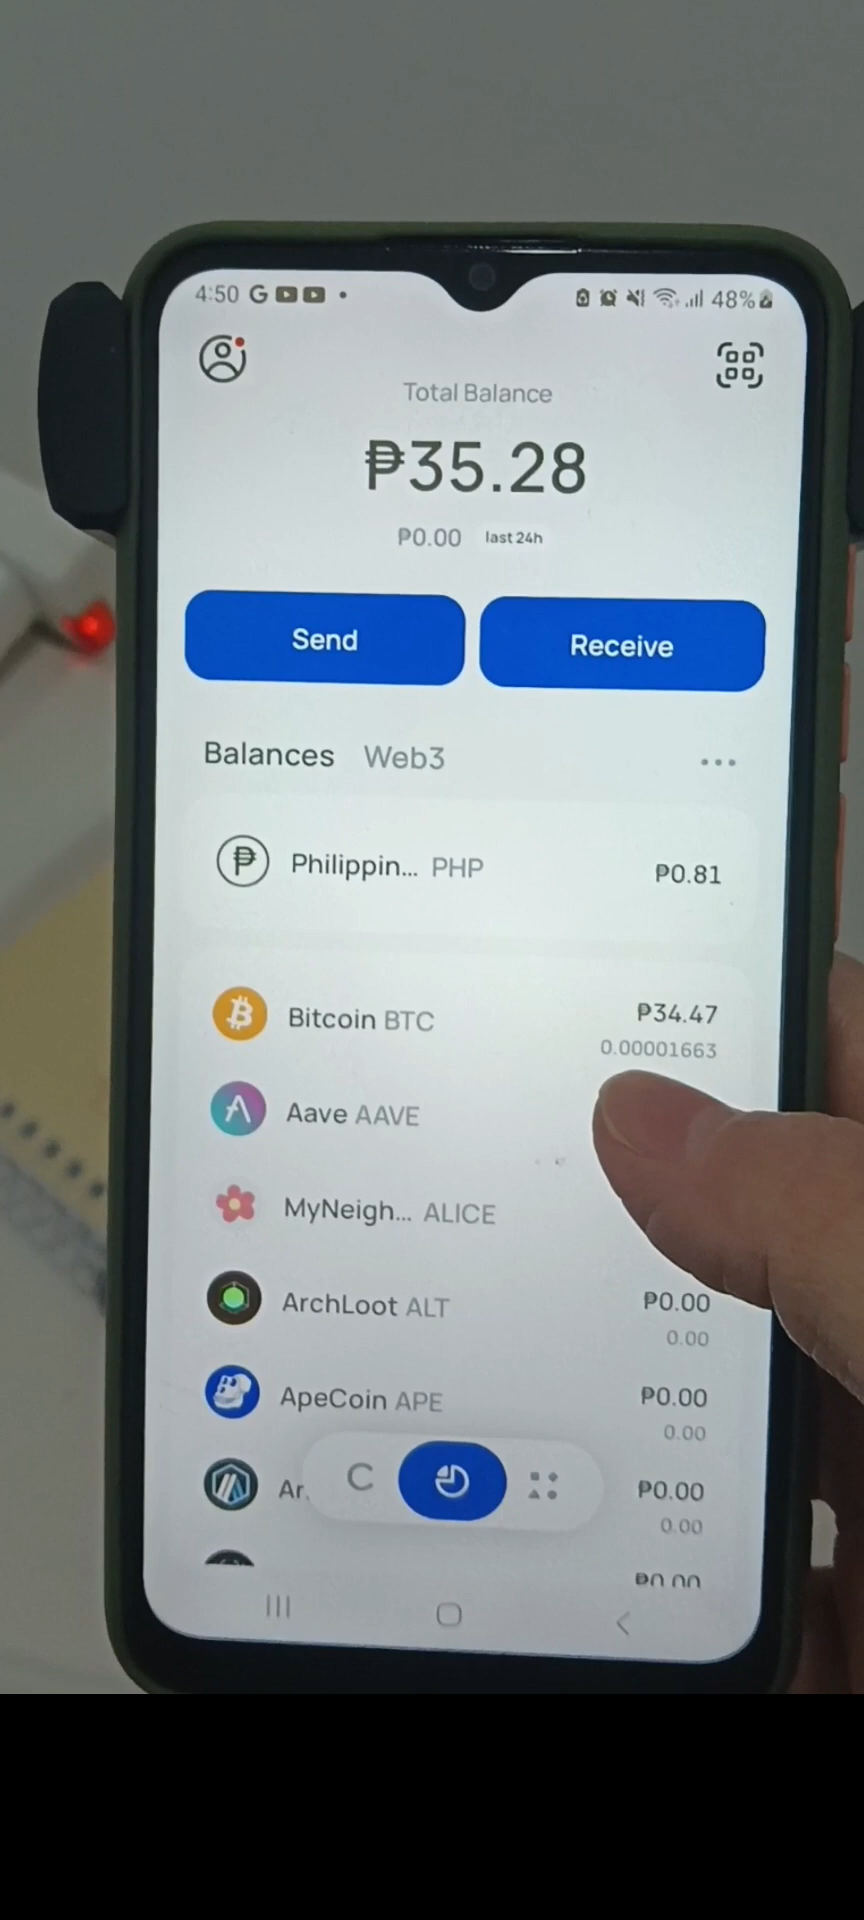 4:50 G
48%
Total Balance
₱35.28
₱0.00 last 24h
Send Receive
Balances Web3
Philippin... PHP ₱0.81
Bitcoin BTC ₱34.47
0.00001663
Aave AAVE
MyNeigh... ALICE
ArchLoot ALT ₱0.00
0.00
ApeCoin APE ₱0.00
0.00
Ar. C ₱0.00
0.00